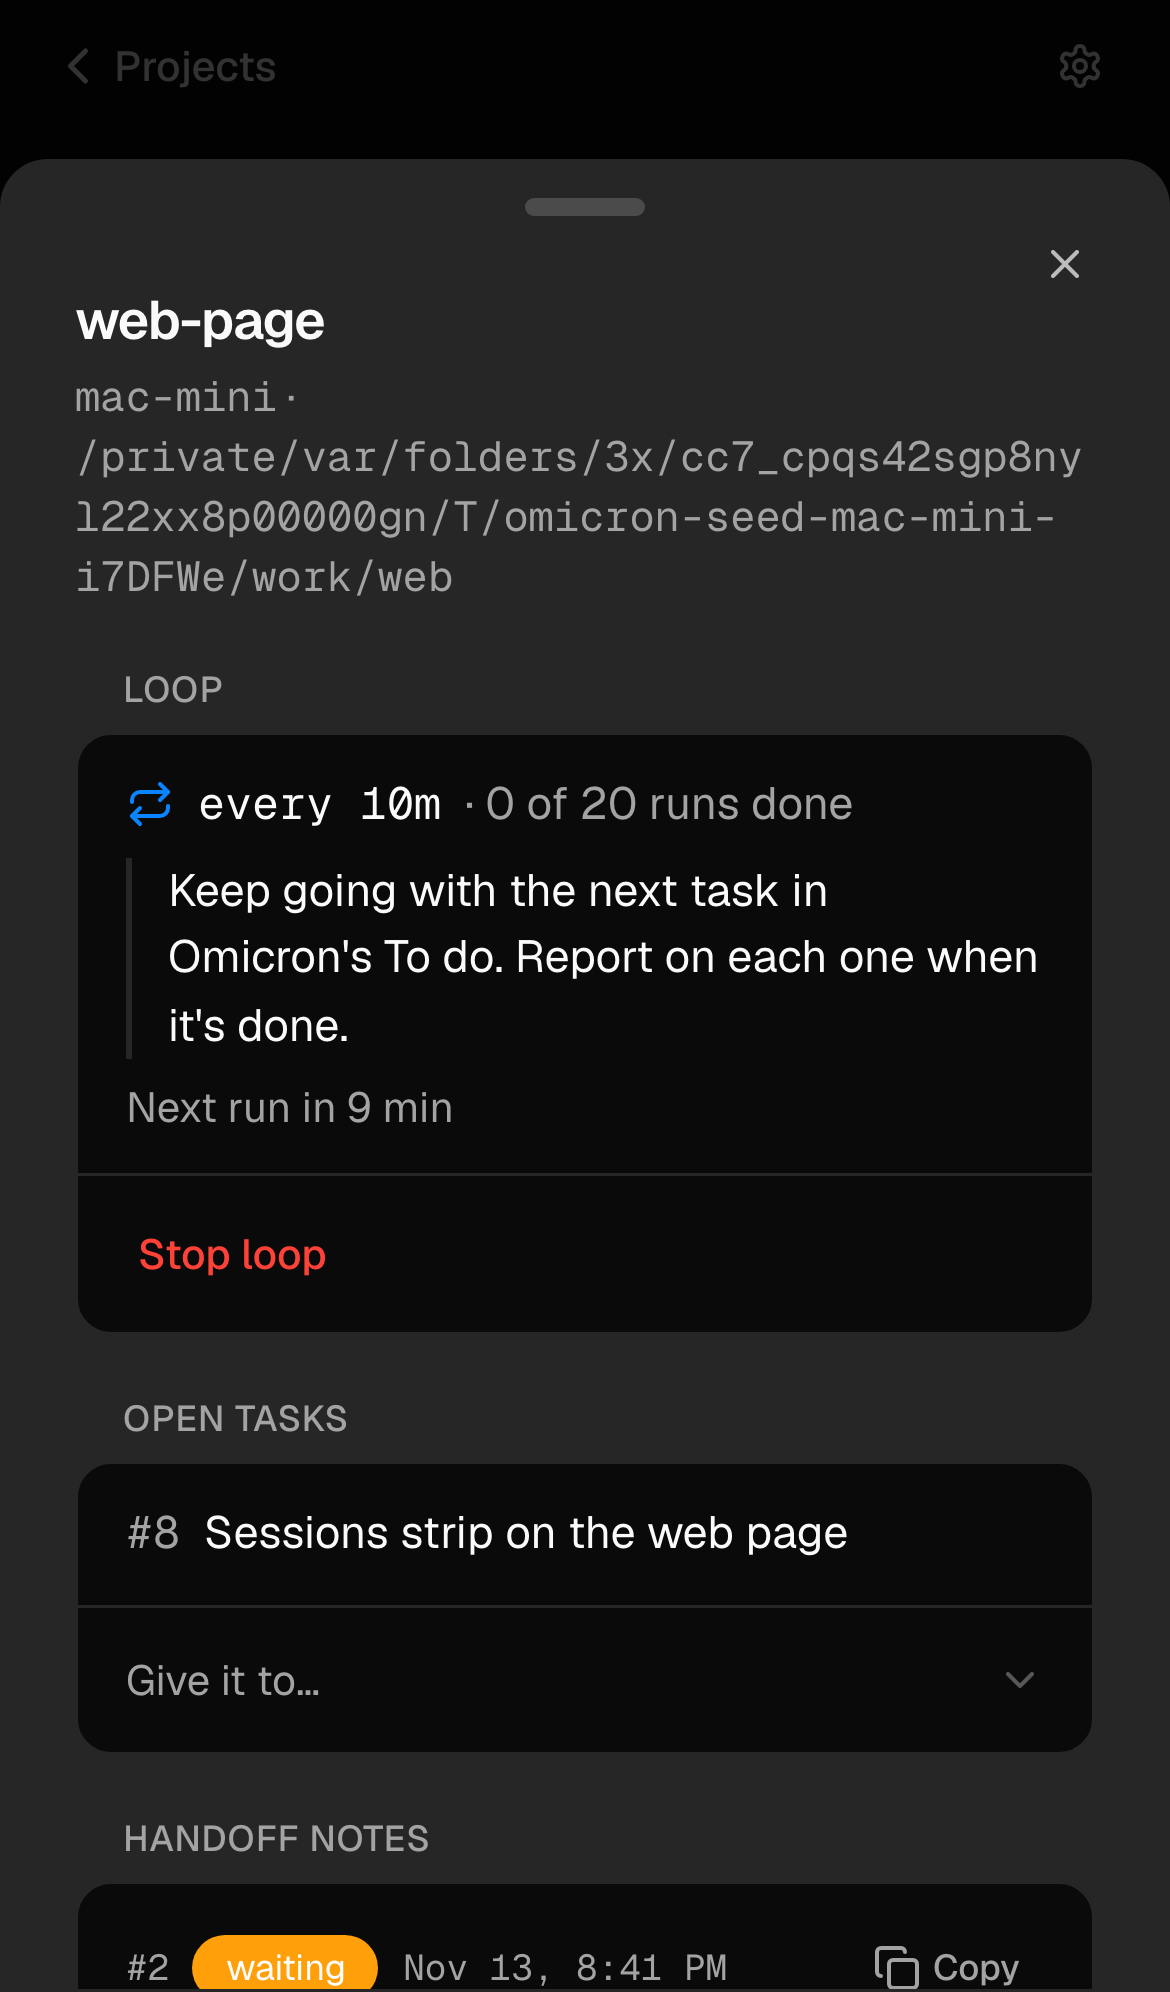 Projects
web-page
mac-mini ·
/private/var/folders/3x/cc7_cpqs42sgp8ny
l22xx8p00000gn/T/omicron-seed-mac-mini-
i7DFWe/work/web
LOOP
every 10m · 0 of 20 runs done
Keep going with the next task in
Omicron's To do. Report on each one when
it's done.
Next run in 9 min
Stop loop
OPEN TASKS
#8 Sessions strip on the web page
Give it to…
HANDOFF NOTES
#2 waiting Nov 13, 8:41 PM Copy